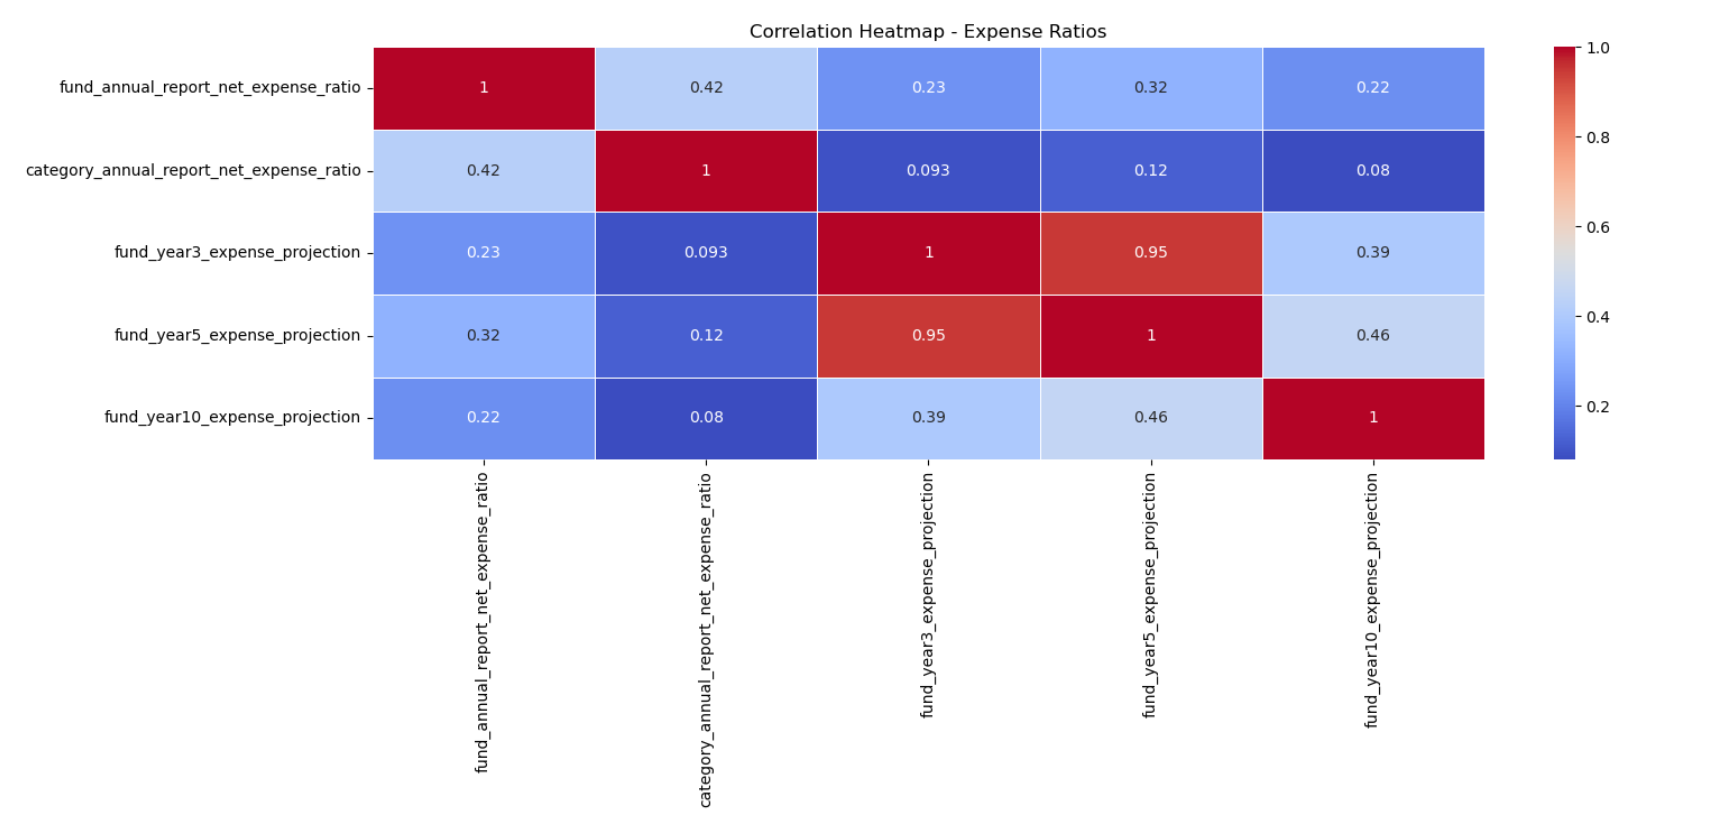 Correlation Heatmap - Expense Ratios
fund_annual_report_net_expense_ratio 1 0.42 0.23 0.32 0.22
category_annual_report_net_expense_ratio 0.42 1 0.093 0.12 0.08
fund_year3_expense_projection 0.23 0.093 1 0.95 0.39
fund_year5_expense_projection 0.32 0.12 0.95 1 0.46
fund_year10_expense_projection 0.22 0.08 0.39 0.46 1
fund_annual_report_net_expense_ratio
category_annual_report_net_expense_ratio
fund_year3_expense_projection
fund_year5_expense_projection
fund_year10_expense_projection
1.0
0.8
0.6
0.4
0.2